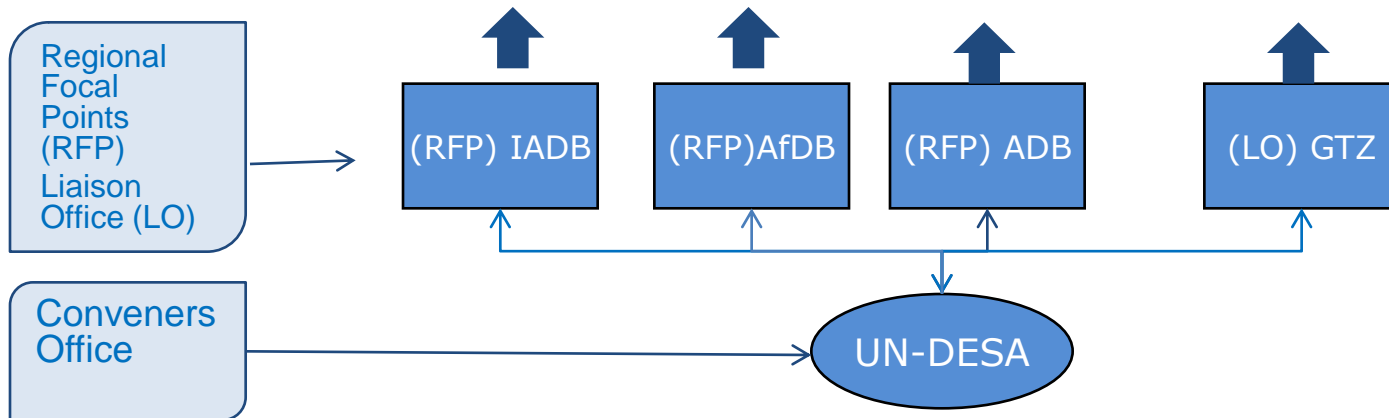 Regional
Focal
Points
(RFP)
Liaison
Office (LO)
(RFP) IADB
(RFP)AfDB
(RFP) ADB
(LO) GTZ
Conveners
Office
UN-DESA